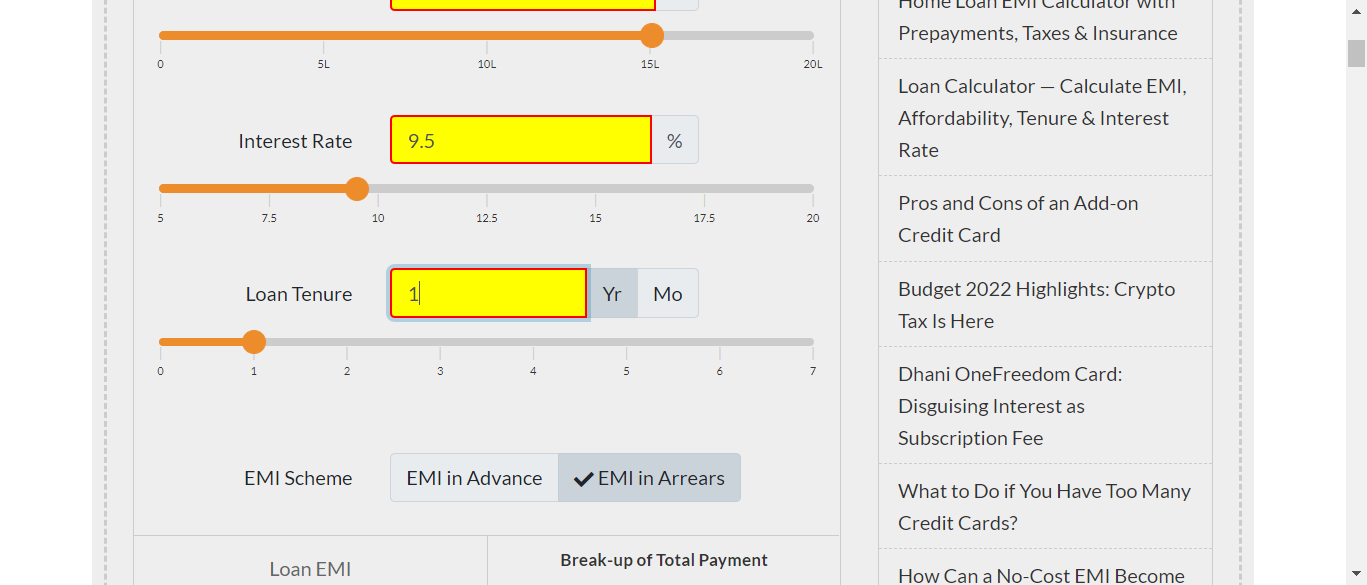 0 5L 10L 15L 20L
Interest Rate 9.5 %
5 7.5 10 12.5 15 17.5 20
Loan Tenure 1 Yr Mo
0 1 2 3 4 5 6 7
EMI Scheme EMI in Advance EMI in Arrears
Loan EMI
Break-up of Total Payment
Home Loan EMI Calculator with
Prepayments, Taxes & Insurance
Loan Calculator — Calculate EMI,
Affordability, Tenure & Interest
Rate
Pros and Cons of an Add-on
Credit Card
Budget 2022 Highlights: Crypto
Tax Is Here
Dhani OneFreedom Card:
Disguising Interest as
Subscription Fee
What to Do if You Have Too Many
Credit Cards?
How Can a No-Cost EMI Become